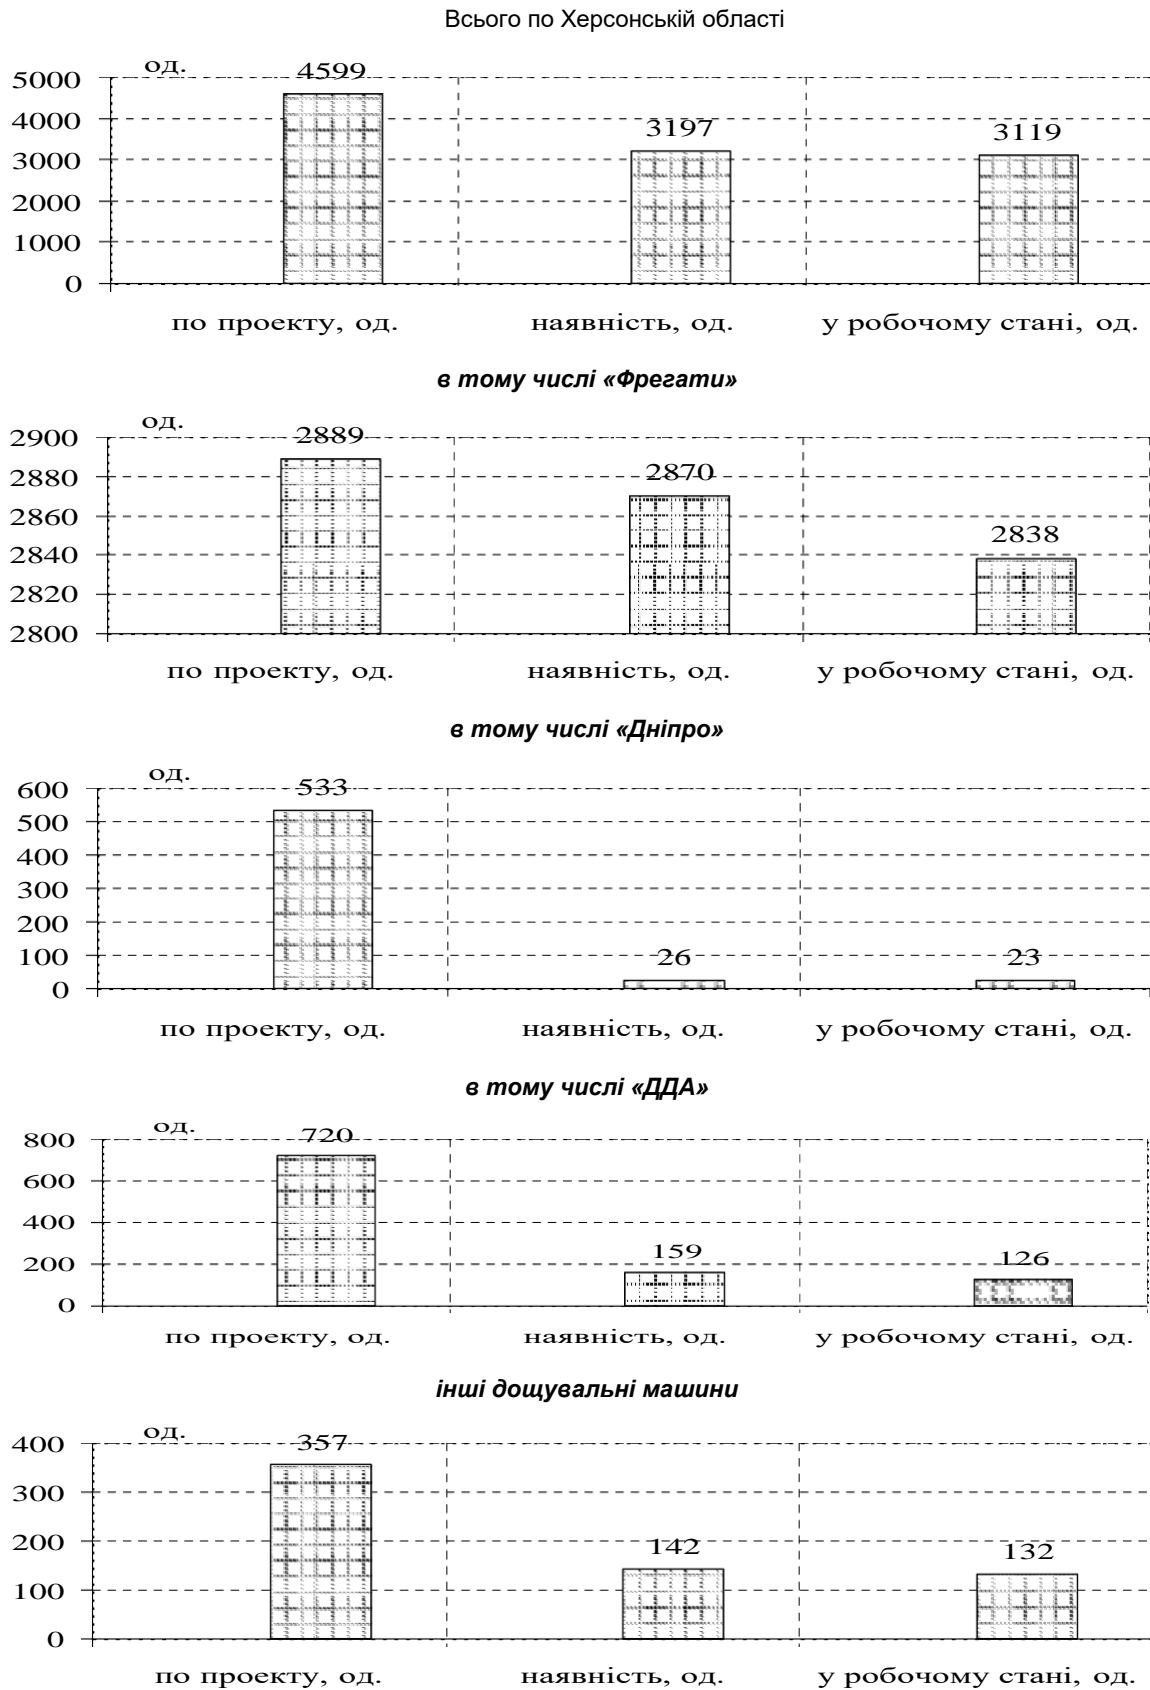 Всього по Херсонській області
од.
4599
5000
4000
3197
3119
3000
2000
1000
0
по проекту, од. наявність, од. у робочому стані, од.
в тому числі «Фрегати»
од.
2889
2900
2870
2880
2860
2838
2840
2820
2800
по проекту, од. наявність, од. у робочому стані, од.
в тому числі «Дніпро»
од.
533
600
500
400
300
200
100
26
23
0
по проекту, од. наявність, од. у робочому стані, од.
в тому числі «ДДА»
од.
720
800
600
400
159
126
200
0
по проекту, од. наявність, од. у робочому стані, од.
інші дощувальні машини
од.
357
400
300
200
142
132
100
0
по проекту, од. наявність, од. у робочому стані, од.